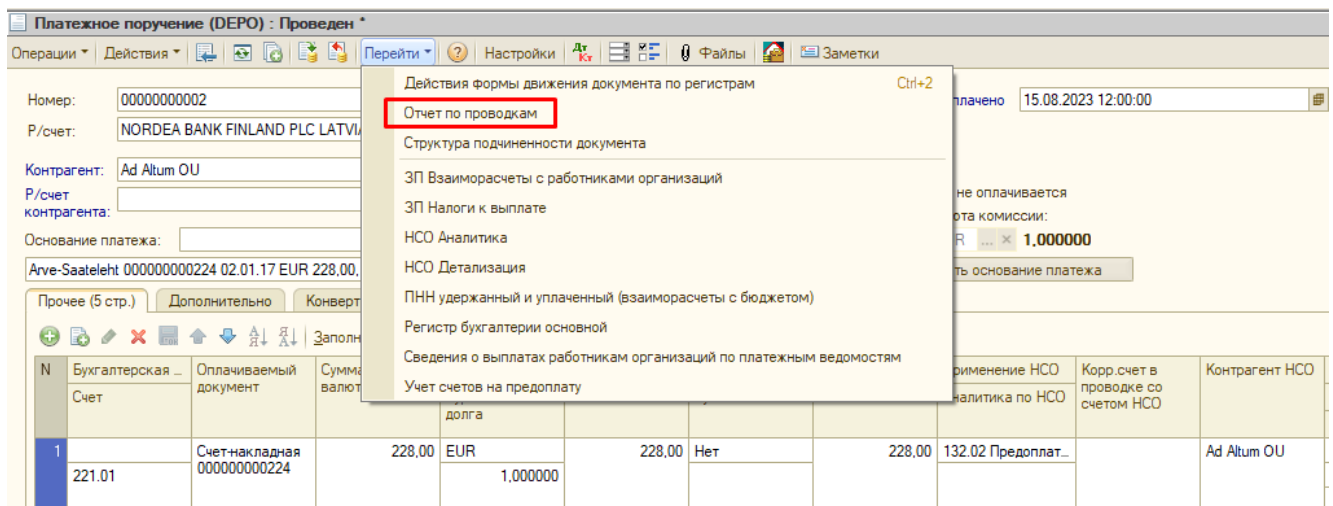 Платежное поручение (DEPO) : Проведен *
Операции Действия Перейти Настройки Дт Кт Файлы Заметки
Действия формы движения документа по регистрам Ctrl+2
Отчет по проводкам
Структура подчиненности документа
ЗП Взаиморасчеты с работниками организаций
ЗП Налоги к выплате
НСО Аналитика
НСО Детализация
ПНН удержанный и уплаченный (взаиморасчеты с бюджетом)
Регистр бухгалтерии основной
Сведения о выплатах работникам организаций по платежным ведомостям
Учет счетов на предоплату
Номер: 00000000002
плачено 15.08.2023 12:00:00
Р/счет: NORDEA BANK FINLAND PLC LATVI
Контрагент: Ad Altum OU
Р/счет
контрагента:
не оплачивается
ота комиссии:
Основание платежа:
R ... × 1,000000
Arve-Saateleht 000000000224 02.01.17 EUR 228,00,
ть основание платежа
Прочее (5 стр.) Дополнительно Конверт
Заполн
N Бухгалтерская ... Оплачиваемый документ Сумма валют
Счет
долга
рименение НСО
налитика по НСО
Корр.счет в проводке со счетом НСО
Контрагент НСО
1 Счет-накладная 000000000224 228,00 EUR 228,00 Нет 228,00 132.02 Предоплат... Ad Altum OU
221.01 1,000000